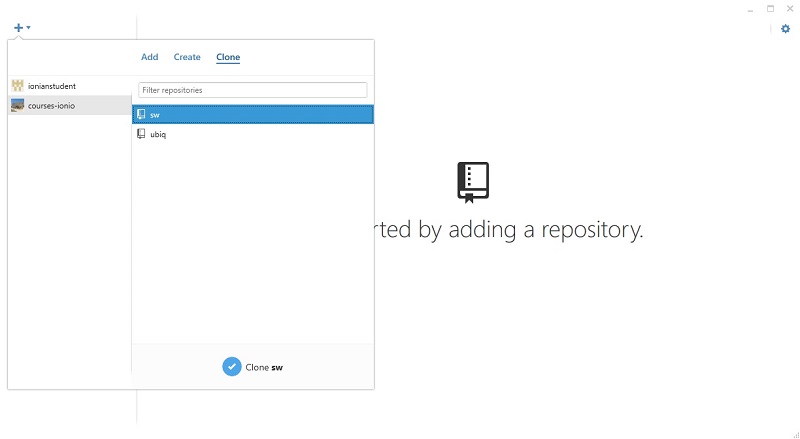 Add Create Clone
ionianstudent
courses-ionio
Filter repositories
sw
ubiq
rted by adding a repository.
Clone sw